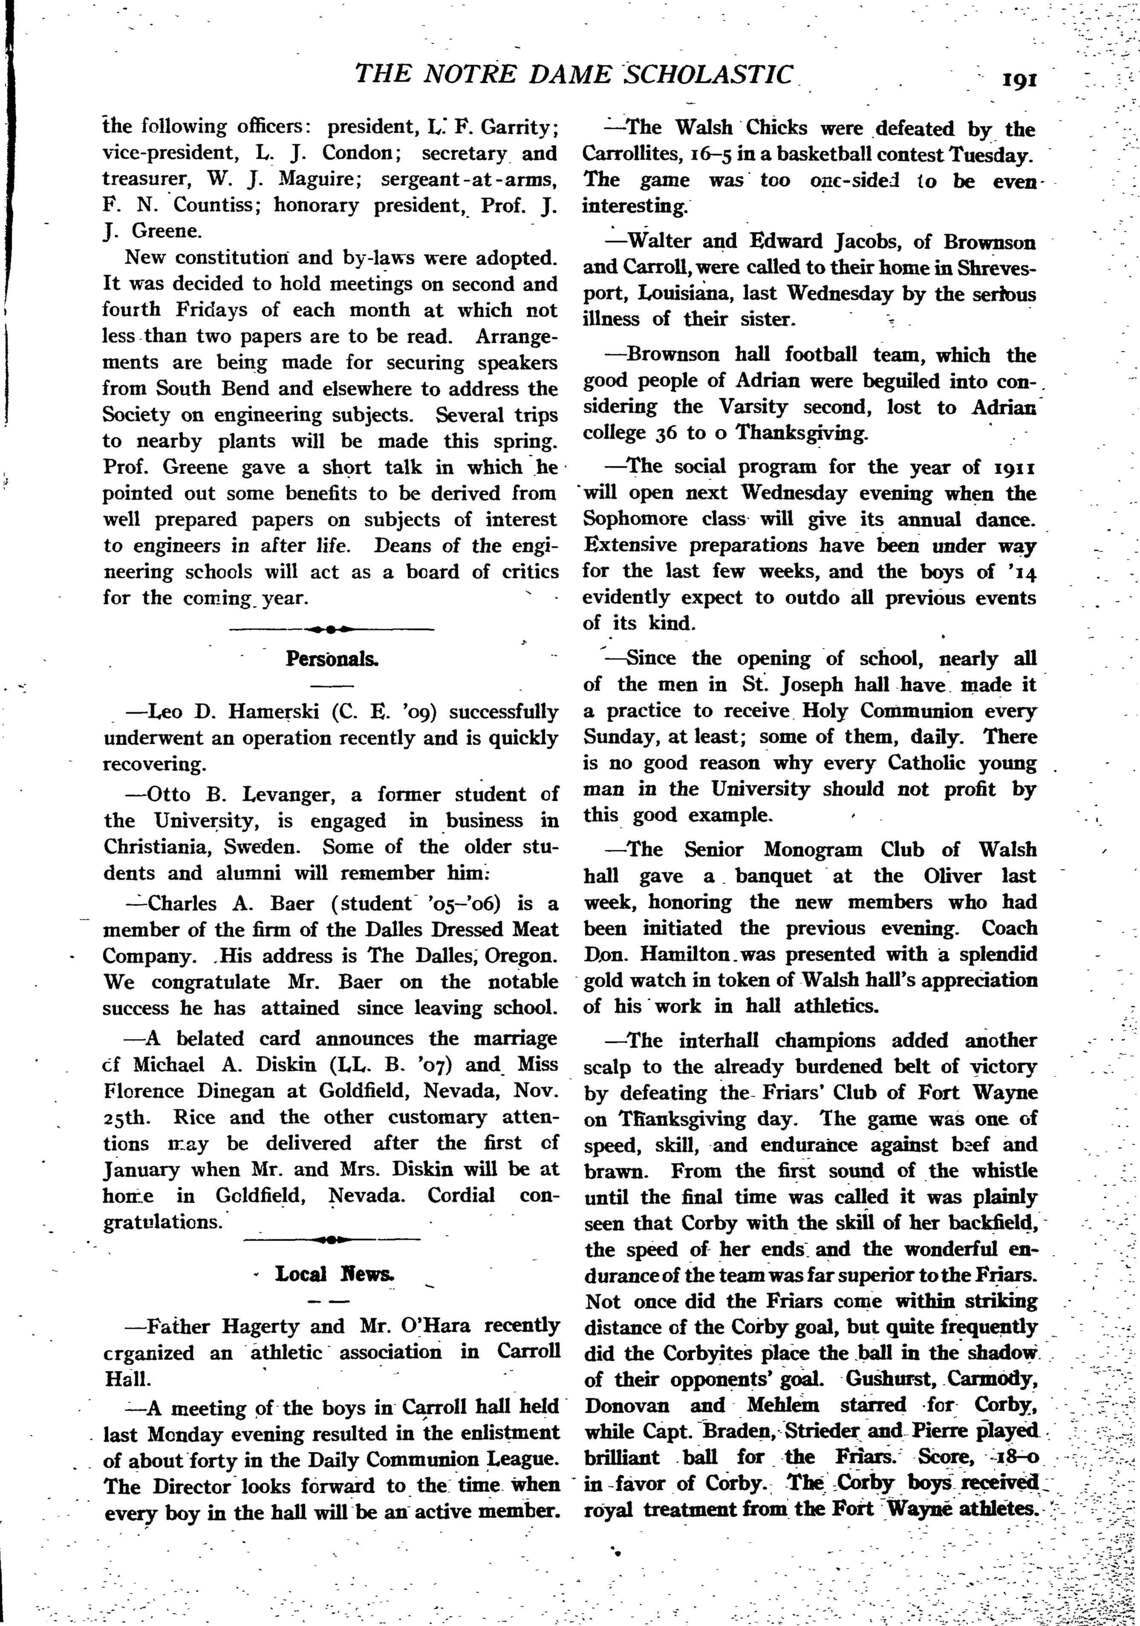 THE NOTRE DAME SCHOLASTIC
191
the following officers: president, L. F. Garrity;
vice-president, L. J. Condon; secretary and
treasurer, W. J. Maguire; sergeant-at-arms,
F. N. Countiss; honorary president, Prof. J.
J. Greene.
New constitution and by-laws were adopted.
It was decided to hold meetings on second and
fourth Fridays of each month at which not
less than two papers are to be read. Arrange-
ments are being made for securing speakers
from South Bend and elsewhere to address the
Society on engineering subjects. Several trips
to nearby plants will be made this spring.
Prof. Greene gave a short talk in which he
pointed out some benefits to be derived from
well prepared papers on subjects of interest
to engineers in after life. Deans of the engi-
neering schools will act as a board of critics
for the coming year.
Personals.
—Leo D. Hamerski (C. E. '09) successfully
underwent an operation recently and is quickly
recovering.
—Otto B. Levanger, a former student of
the University, is engaged in business in
Christiania, Sweden. Some of the older stu-
dents and alumni will remember him.
—Charles A. Baer (student '05–'06) is a
member of the firm of the Dalles Dressed Meat
Company. His address is The Dalles, Oregon.
We congratulate Mr. Baer on the notable
success he has attained since leaving school.
—A belated card announces the marriage
of Michael A. Diskin (LL. B. '07) and Miss
Florence Dinegan at Goldfield, Nevada, Nov.
25th. Rice and the other customary atten-
tions may be delivered after the first of
January when Mr. and Mrs. Diskin will be at
home in Goldfield, Nevada. Cordial con-
gratulations.
Local News.
—Father Hagerty and Mr. O'Hara recently
organized an athletic association in Carroll
Hall.
—A meeting of the boys in Carroll hall held
last Monday evening resulted in the enlistment
of about forty in the Daily Communion League.
The Director looks forward to the time when
every boy in the hall will be an active member.
—The Walsh Chicks were defeated by the
Carrollites, 16–5 in a basketball contest Tuesday.
The game was too one-sided to be even
interesting.
—Walter and Edward Jacobs, of Brownson
and Carroll, were called to their home in Shreves-
port, Louisiana, last Wednesday by the serious
illness of their sister.
—Brownson hall football team, which the
good people of Adrian were beguiled into con-
sidering the Varsity second, lost to Adrian
college 36 to 0 Thanksgiving.
—The social program for the year of 1911
will open next Wednesday evening when the
Sophomore class will give its annual dance.
Extensive preparations have been under way
for the last few weeks, and the boys of '14
evidently expect to outdo all previous events
of its kind.
—Since the opening of school, nearly all
of the men in St. Joseph hall have made it
a practice to receive Holy Communion every
Sunday, at least; some of them, daily. There
is no good reason why every Catholic young
man in the University should not profit by
this good example.
—The Senior Monogram Club of Walsh
hall gave a banquet at the Oliver last
week, honoring the new members who had
been initiated the previous evening. Coach
Don. Hamilton was presented with a splendid
gold watch in token of Walsh hall's appreciation
of his work in hall athletics.
—The interhall champions added another
scalp to the already burdened belt of victory
by defeating the Friars' Club of Fort Wayne
on Thanksgiving day. The game was one of
speed, skill, and endurance against beef and
brawn. From the first sound of the whistle
until the final time was called it was plainly
seen that Corby with the skill of her backfield,
the speed of her ends and the wonderful en-
durance of the team was far superior to the Friars.
Not once did the Friars come within striking
distance of the Corby goal, but quite frequently
did the Corbyites place the ball in the shadow
of their opponents' goal. Gushurst, Carmody,
Donovan and Mehlem starred for Corby,
while Capt. Braden, Strieder and Pierre played
brilliant ball for the Friars. Score, 18–0
in favor of Corby. The Corby boys received
royal treatment from the Fort Wayne athletes.